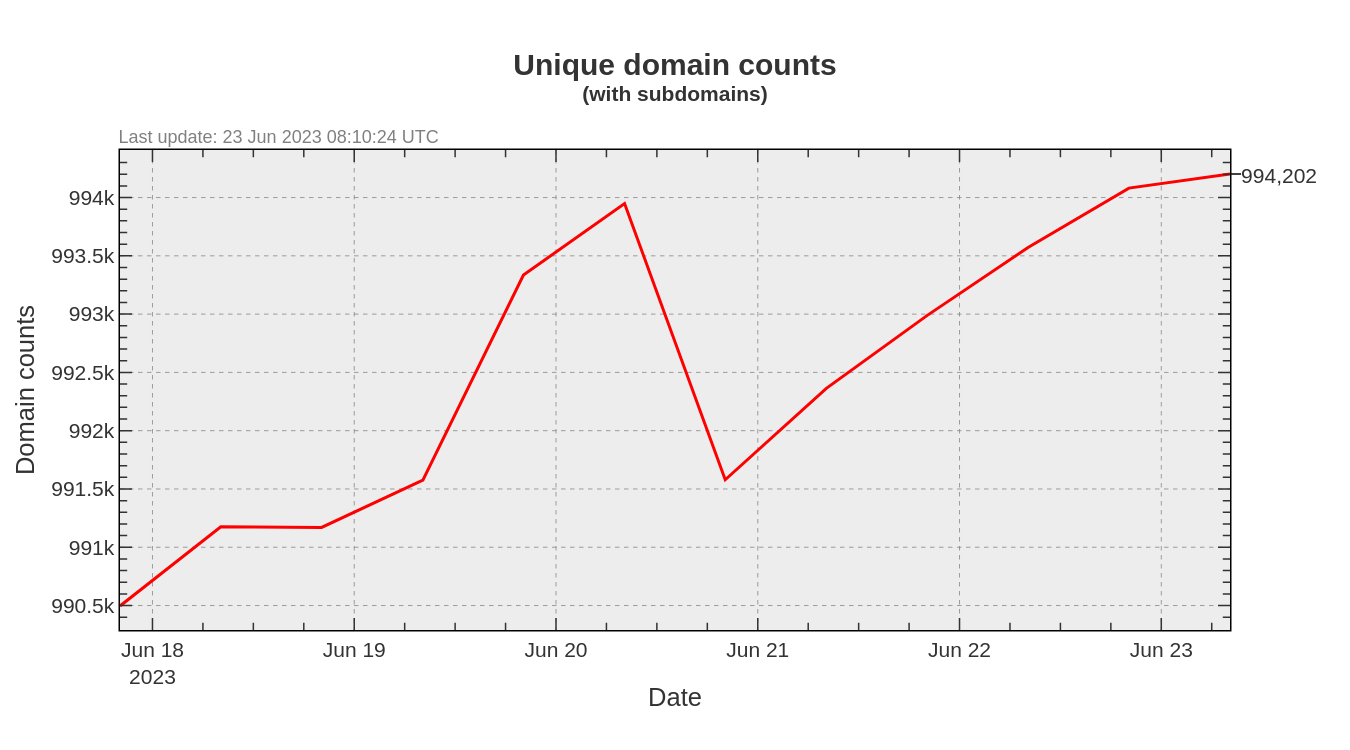 Unique domain counts
(with subdomains)
Last update: 23 Jun 2023 08:10:24 UTC
994k
994,202
993.5k
993k
992.5k
992k
991.5k
991k
990.5k
Domain counts
Jun 18
2023
Jun 19
Jun 20
Jun 21
Jun 22
Jun 23
Date